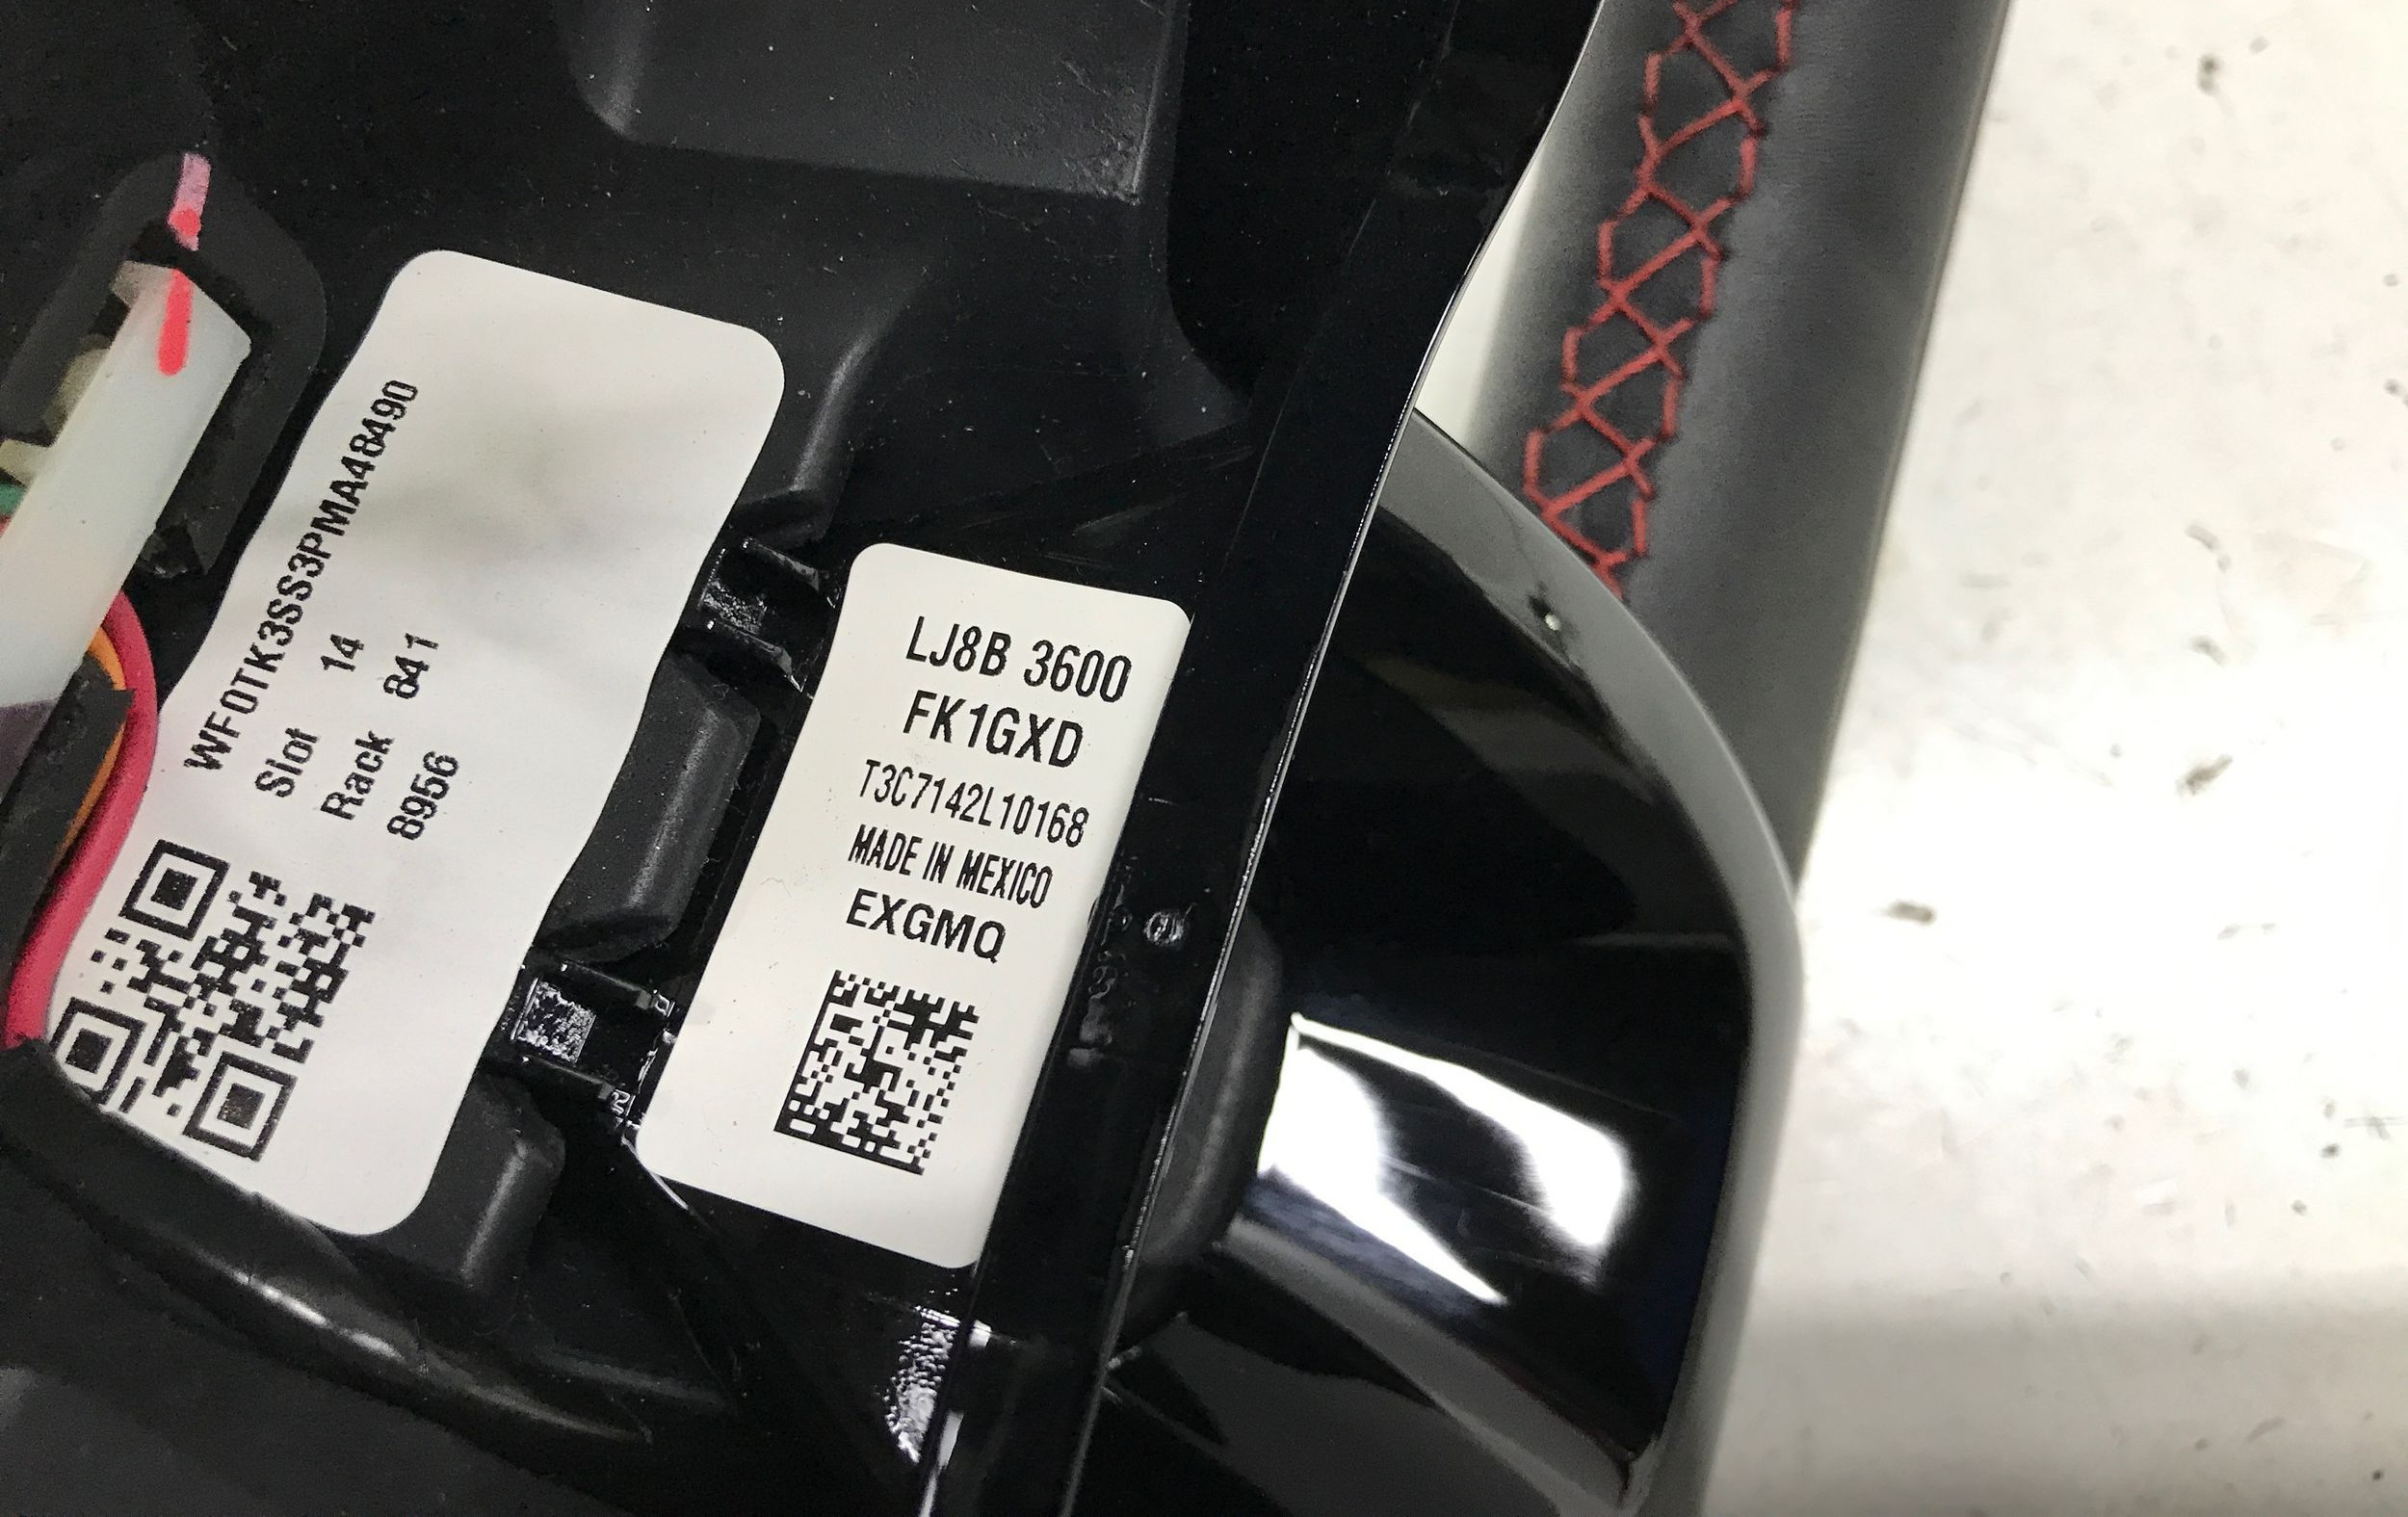 WF0TK3SS3PMA48490
Slot 14
Rack 841
8956
LJ8B 3600
FK1GXD
T3C7142L10168
MADE IN MEXICO
EXGMQ